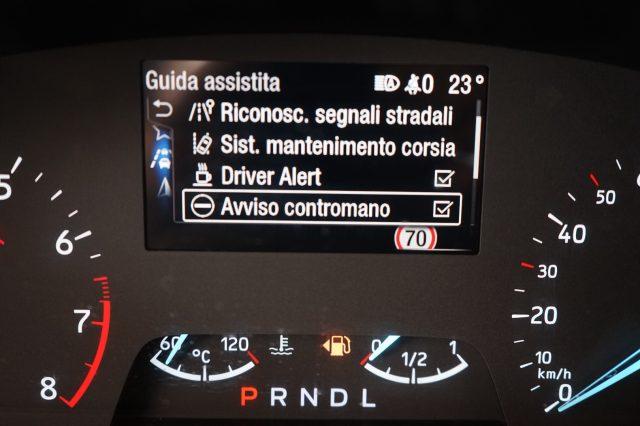 Guida assistita 0 23°
Riconosc. segnali stradali
Sist. mantenimento corsia
Driver Alert
Avviso contromano
70
5
6
7
8
60 °C 120
0 1/2 1
P R N D L
50
40
30
20
10
km/h
0